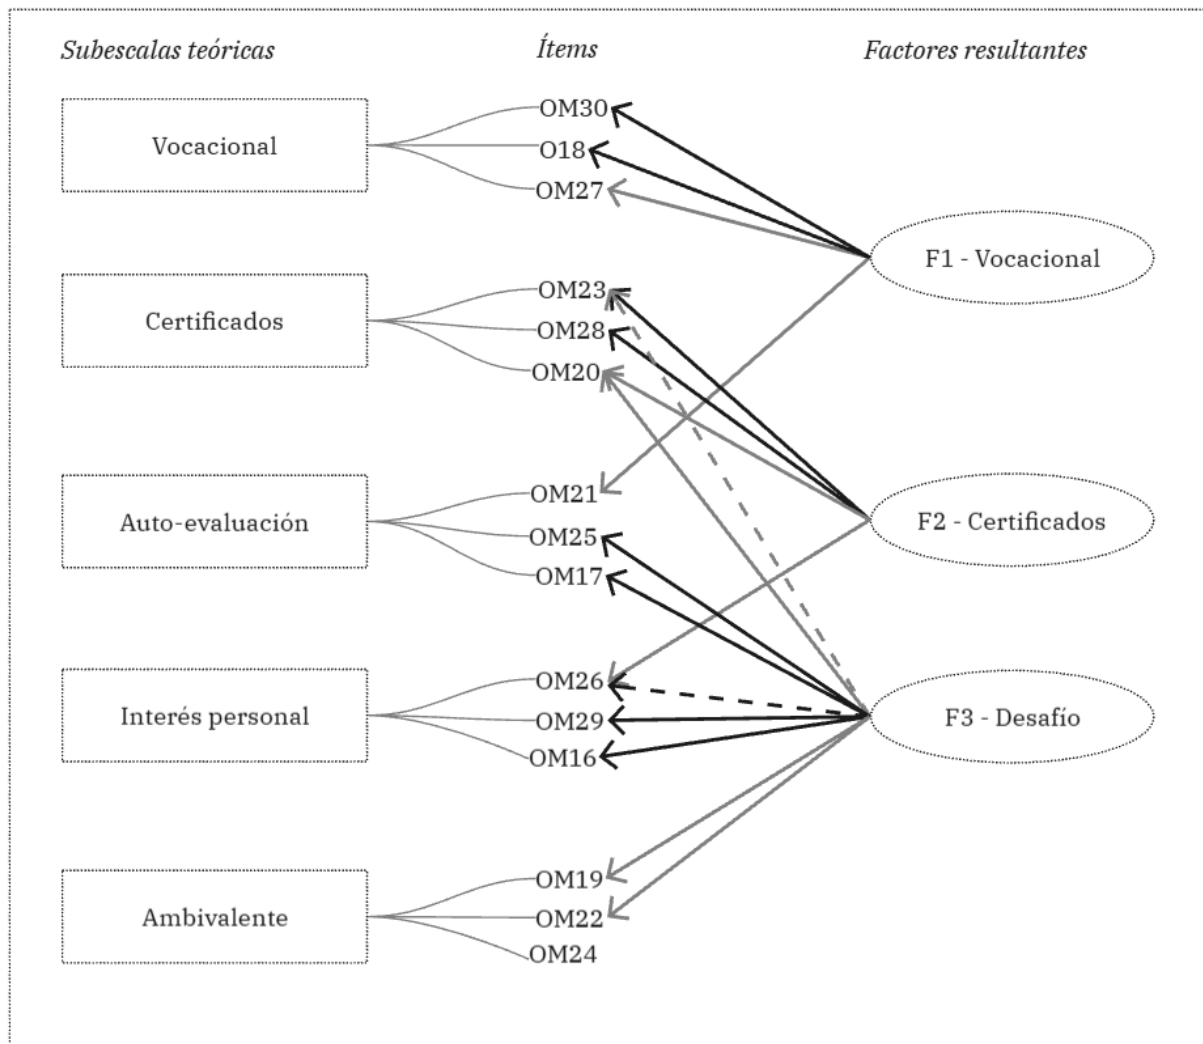 Subescalas teóricas
Ítems
Factores resultantes
Vocacional
OM30
O18
OM27
F1 - Vocacional
Certificados
OM23
OM28
OM20
Auto-evaluación
OM21
OM25
OM17
F2 - Certificados
Interés personal
OM26
OM29
OM16
F3 - Desafío
Ambivalente
OM19
OM22
OM24